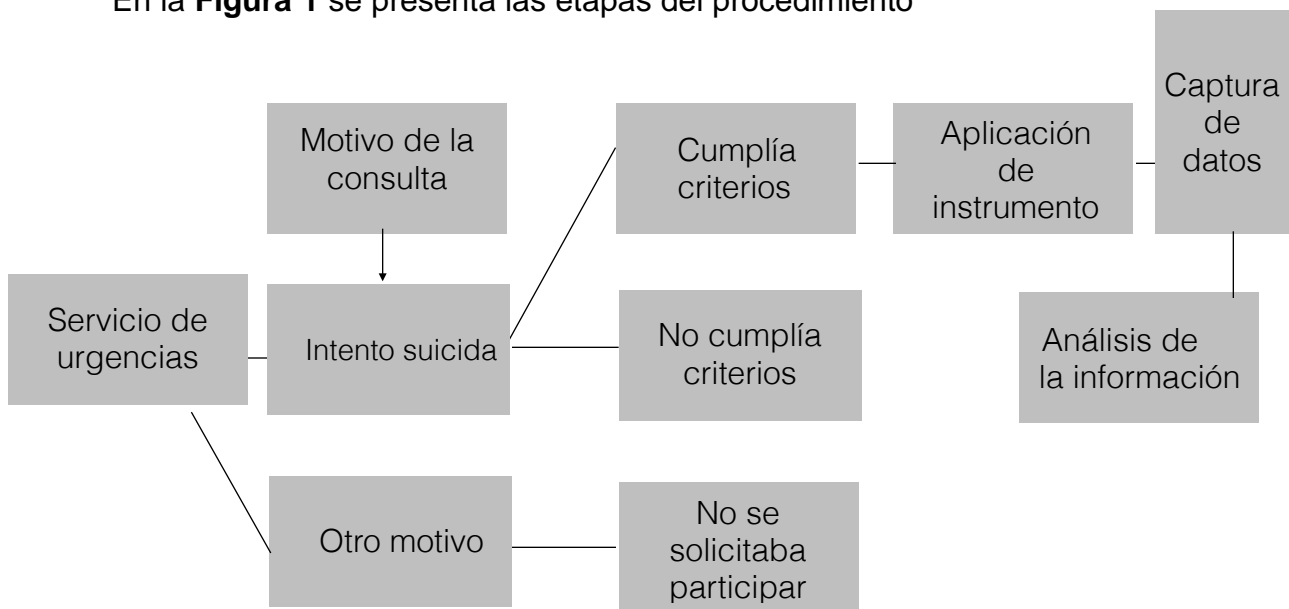 En la Figura 1 se presenta las etapas del procedimiento
Captura
de
datos
Motivo de la
consulta
Cumplía
criterios
Aplicación
de
instrumento
Servicio de
urgencias
Intento suicida
No cumplía
criterios
Análisis de
la información
Otro motivo
No se
solicitaba
participar